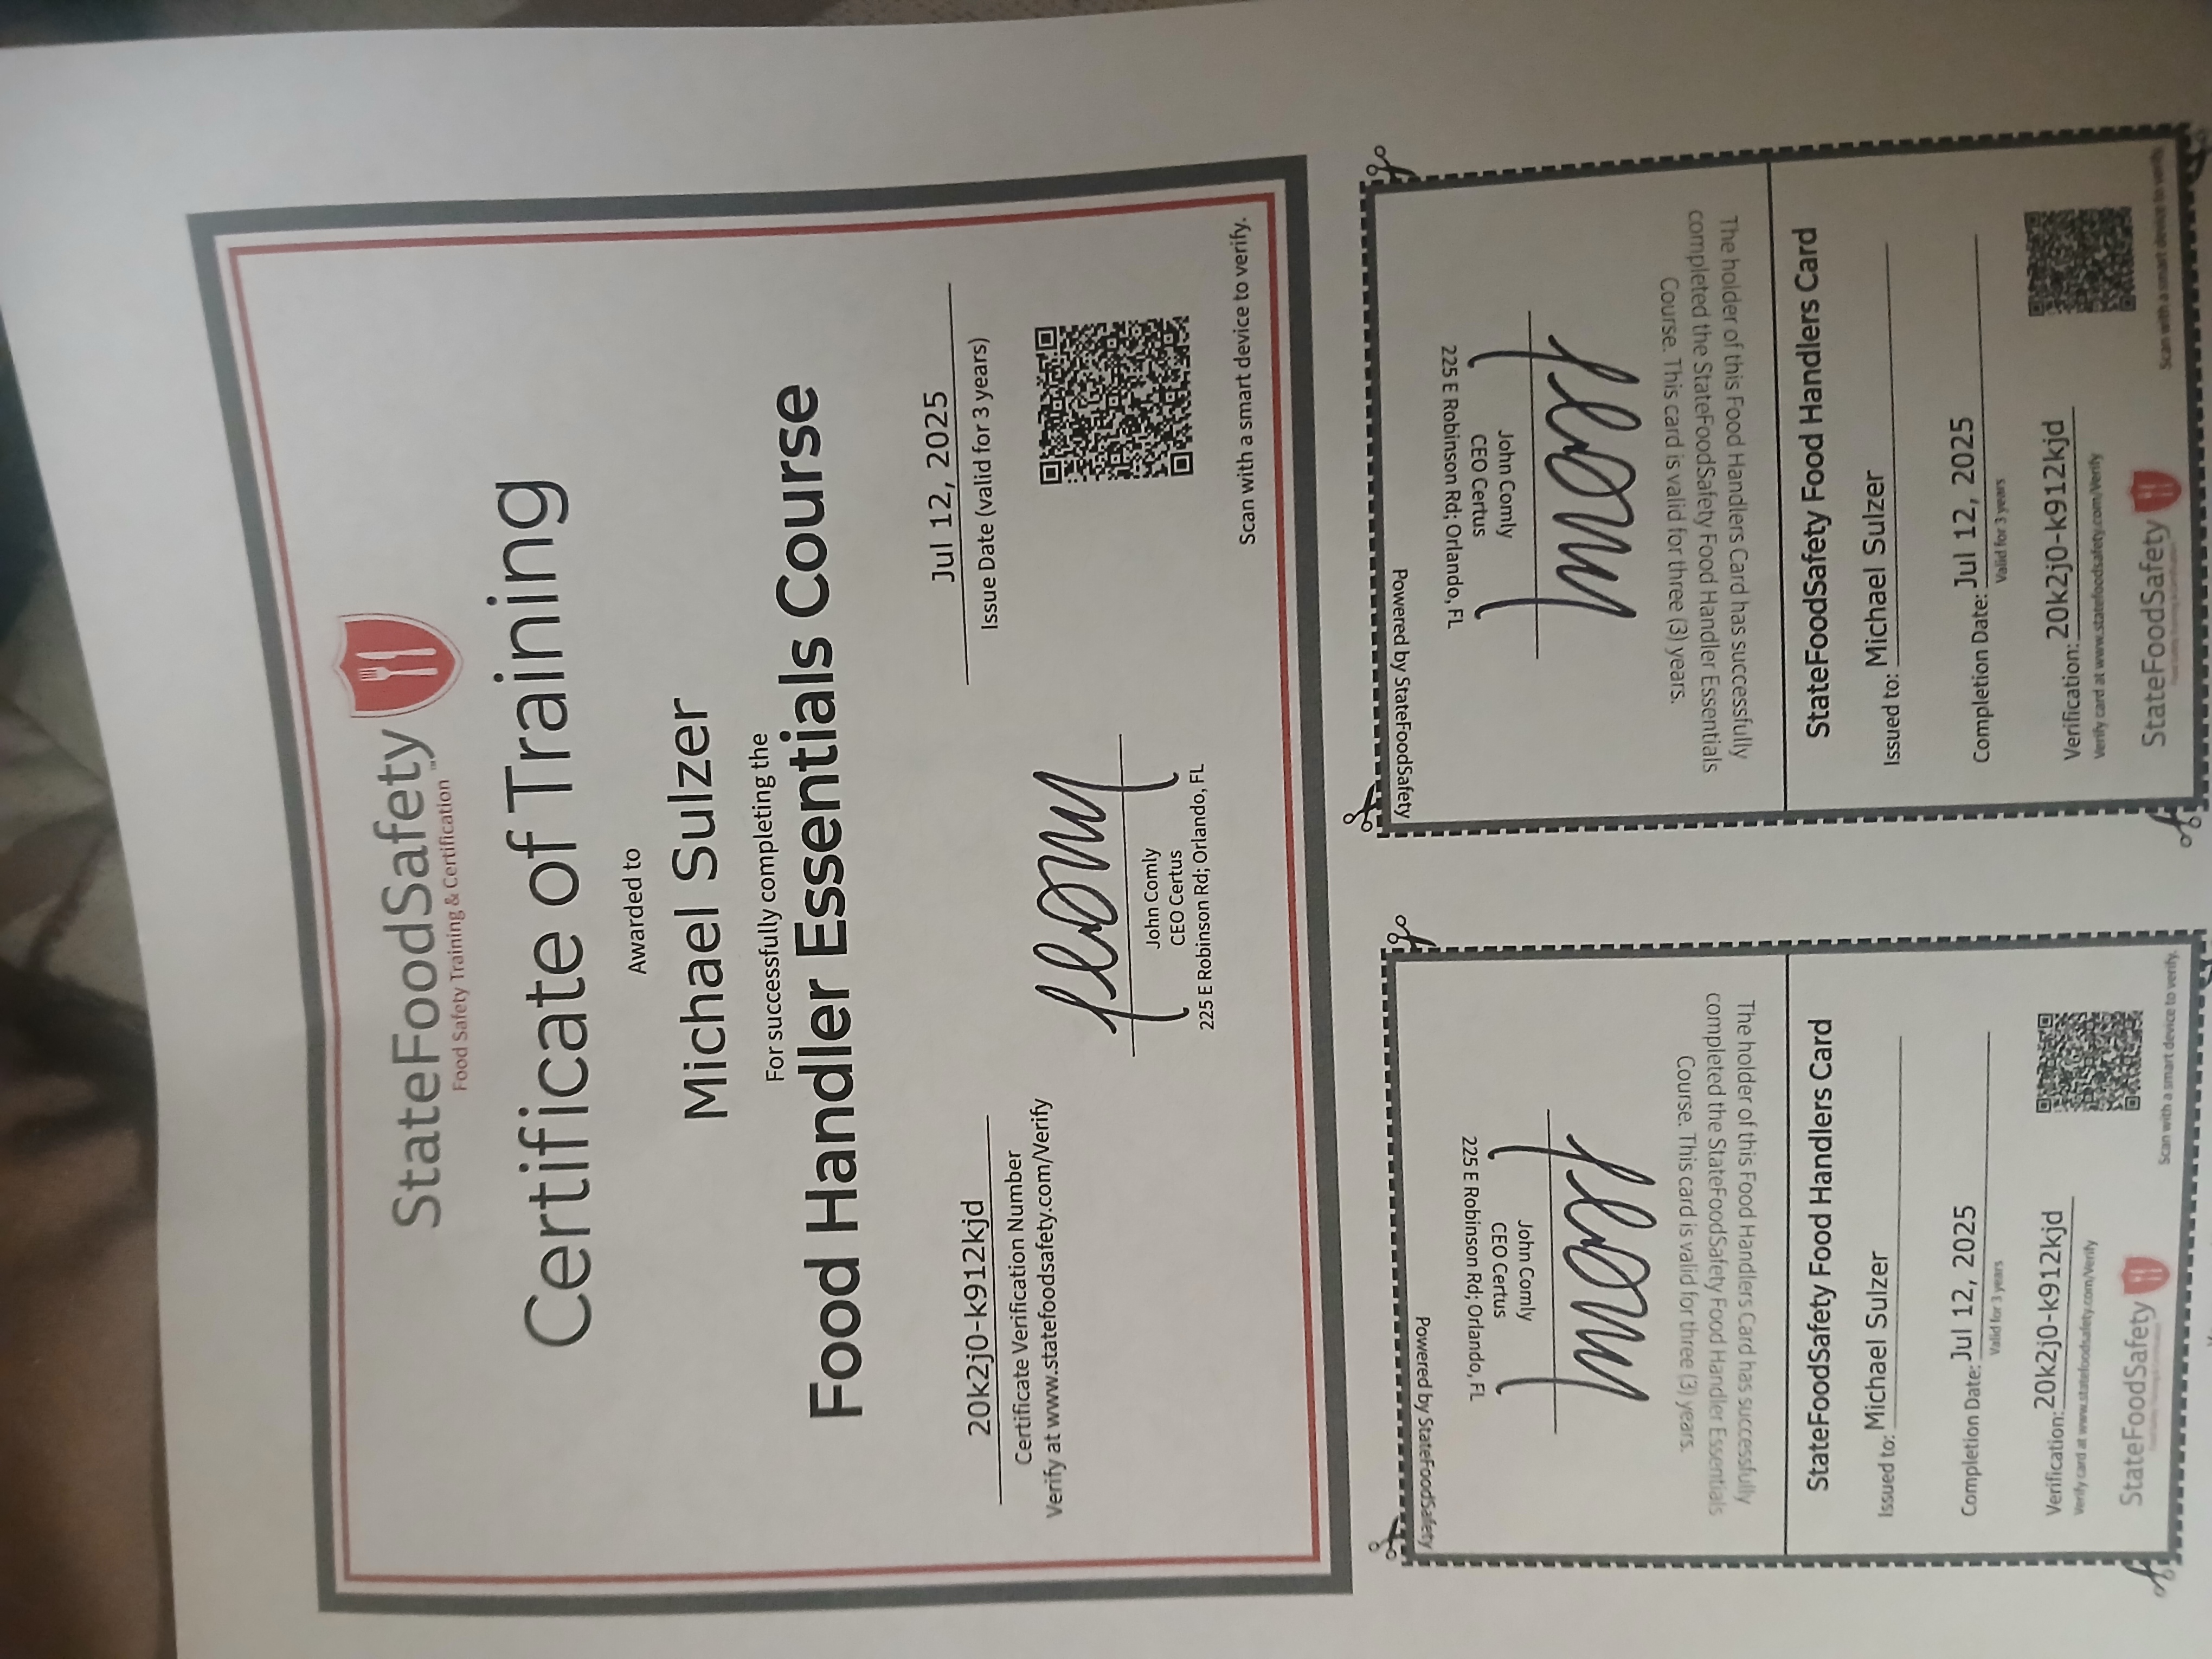 StateFoodSafety™
Food Safety Training & Certification
Certificate of Training
Awarded to
Michael Sulzer
For successfully completing the
Food Handler Essentials Course
20k2j0-k912kjd
Certificate Verification Number
Verify at www.statefoodsafety.com/Verify
John Comly
CEO Certus
225 E Robinson Rd; Orlando, FL
Jul 12, 2025
Issue Date (valid for 3 years)
Scan with a smart device to verify.
Powered by StateFoodSafety
225 E Robinson Rd; Orlando, FL
CEO Certus
John Comly
The holder of this Food Handlers Card has successfully
completed the StateFoodSafety Food Handler Essentials
Course. This card is valid for three (3) years.
StateFoodSafety Food Handlers Card
Issued to: Michael Sulzer
Completion Date: Jul 12, 2025
Valid for 3 years
Verification: 20k2j0-k912kjd
Verify card at www.statefoodsafety.com/Verify
StateFoodSafety
Scan with a smart device to verify.
Powered by StateFoodSafety
225 E Robinson Rd; Orlando, FL
CEO Certus
John Comly
The holder of this Food Handlers Card has successfully
completed the StateFoodSafety Food Handler Essentials
Course. This card is valid for three (3) years.
StateFoodSafety Food Handlers Card
Issued to: Michael Sulzer
Completion Date: Jul 12, 2025
Valid for 3 years
Verification: 20k2j0-k912kjd
Verify card at www.statefoodsafety.com/Verify
StateFoodSafety
Scan with a smart device to verify.